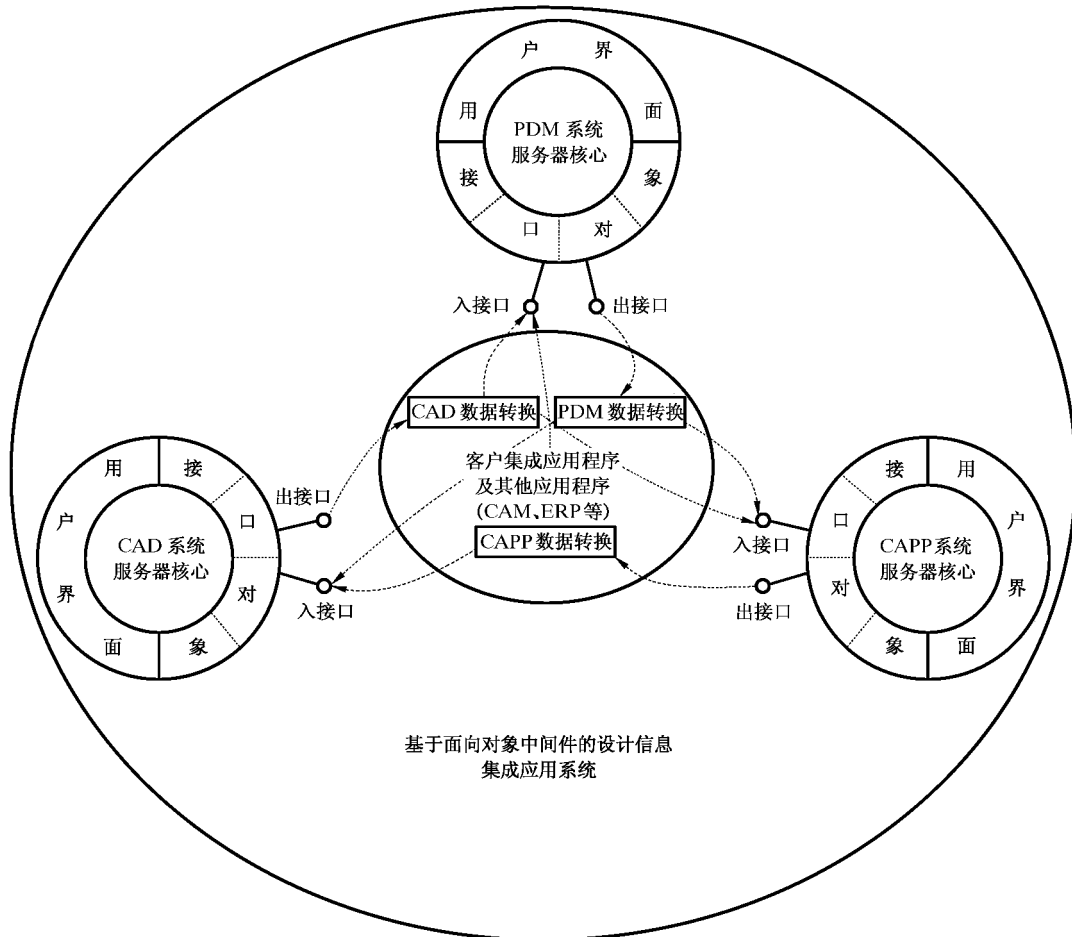 用户界面
PDM 系统
服务器核心
接口对象
入接口
出接口
CAD 数据转换
PDM 数据转换
客户集成应用程序
及其他应用程序
(CAM、ERP 等)
CAPP 数据转换
用户界面
接口对象
CAD 系统
服务器核心
出接口
入接口
接口对象
用户界面
CAPP 系统
服务器核心
入接口
出接口
基于面向对象中间件的设计信息
集成应用系统